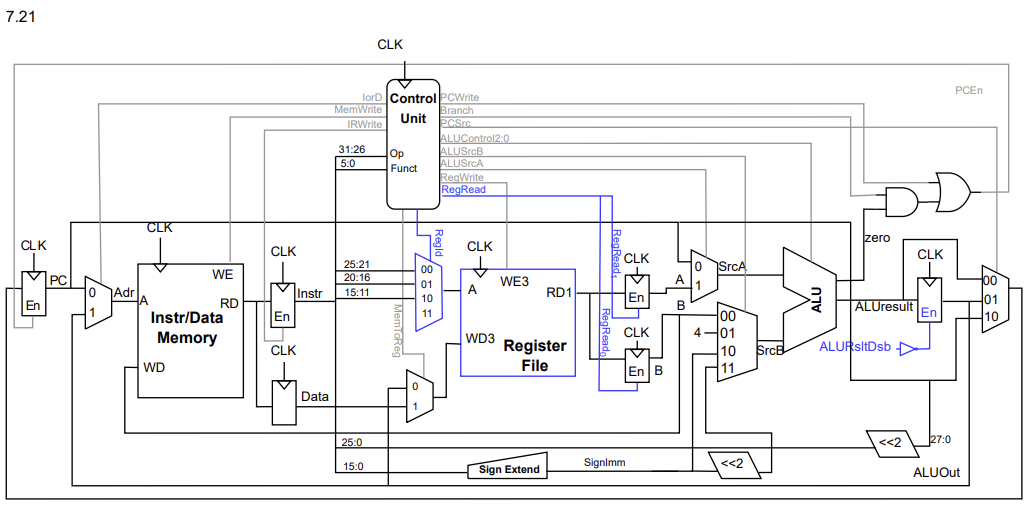 7.21
CLK
PCEn
IorD
MemWrite
IRWrite
Control
Unit
PCWrite
Branch
PCSrc
ALUControl2:0
ALUSrcB
ALUSrcA
RegWrite
RegRead
31:26
5:0
Op
Funct
CLK
PC
En
CLK
0
1
Adr
A
WE
RD
Instr/Data
Memory
WD
CLK
Instr
En
CLK
Data
25:21
20:16
15:11
RegId
00
01
10
11
MemToReg
0
1
CLK
A
WE3
RD1
WD3
Register
File
RegRead1
RegRead0
CLK
En
A
B
CLK
En
B
0
1
SrcA
00
4
01
10
11
SrcB
ALU
zero
ALUresult
CLK
En
ALURsltDsb
00
01
10
25:0
<<2
27:0
15:0
Sign Extend
SignImm
<<2
ALUOut